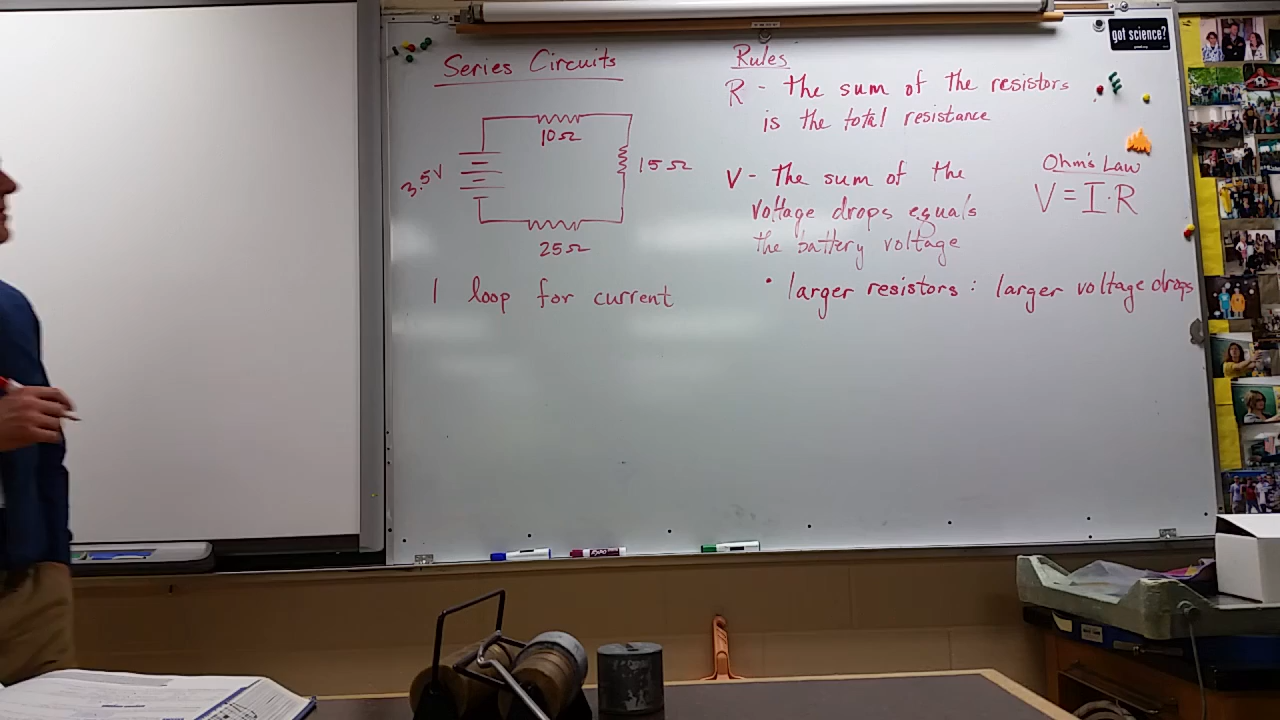 Series Circuits
10Ω
3.5V
15Ω
25Ω
1 loop for current
Rules
R - the sum of the resistors
is the total resistance
V - the sum of the
voltage drops equals
the battery voltage
• larger resistors : larger voltage drops
Ohm's Law
V = I·R
got science?
EXPO